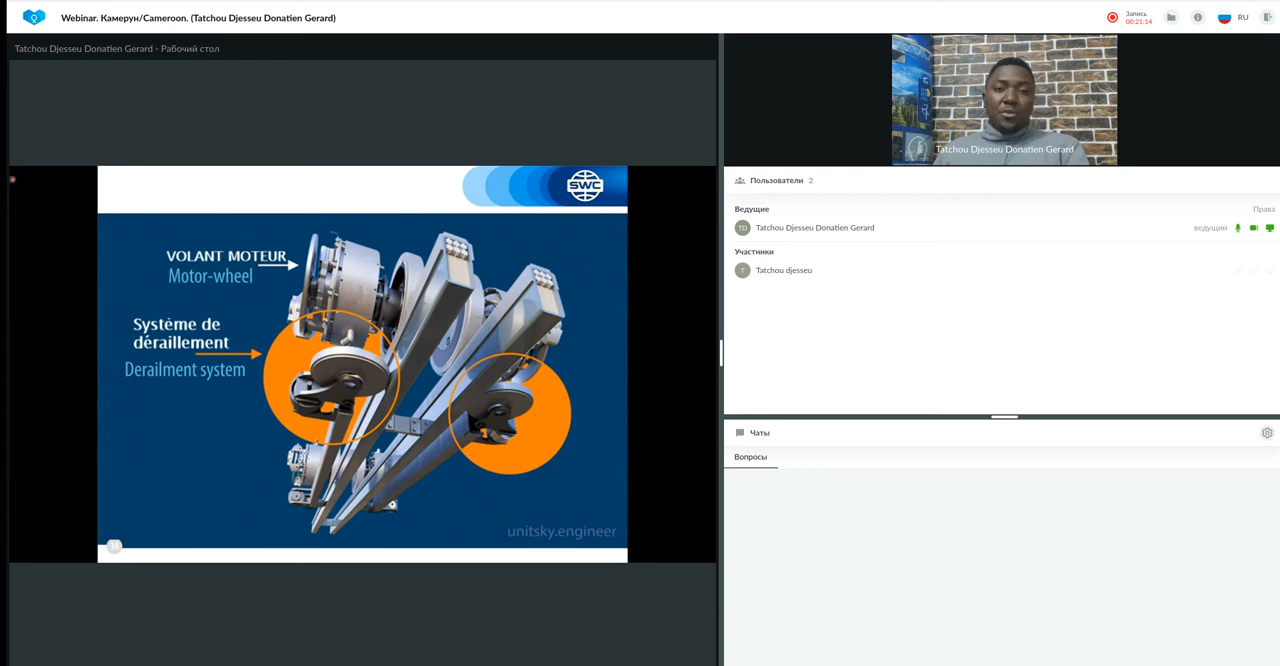 Webinar. Камерун/Cameroon. (Tatchou Djesseu Donatien Gerard)
Запись
00:21:14
RU
Tatchou Djesseu Donatien Gerard - Рабочий стол
SWC
VOLANT MOTEUR
Motor-wheel
Système de
déraillement
Derailment system
unitsky.engineer
Tatchou Djesseu Donatien Gerard
Пользователи 2
Ведущие Права
TD Tatchou Djesseu Donatien Gerard ведущий
Участники
T Tatchou djesseu
Чаты
Вопросы